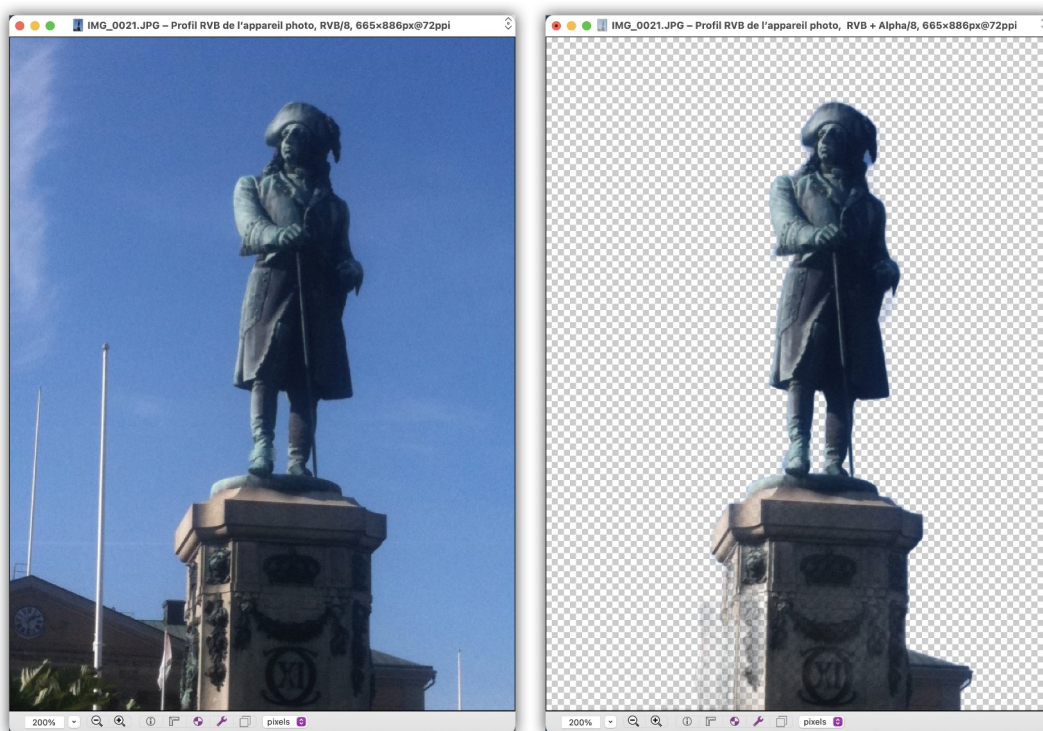 IMG_0021.JPG – Profil RVB de l'appareil photo, RVB/8, 665×886px@72ppi
200%
pixels
IMG_0021.JPG – Profil RVB de l'appareil photo, RVB + Alpha/8, 665×886px@72ppi
200%
pixels